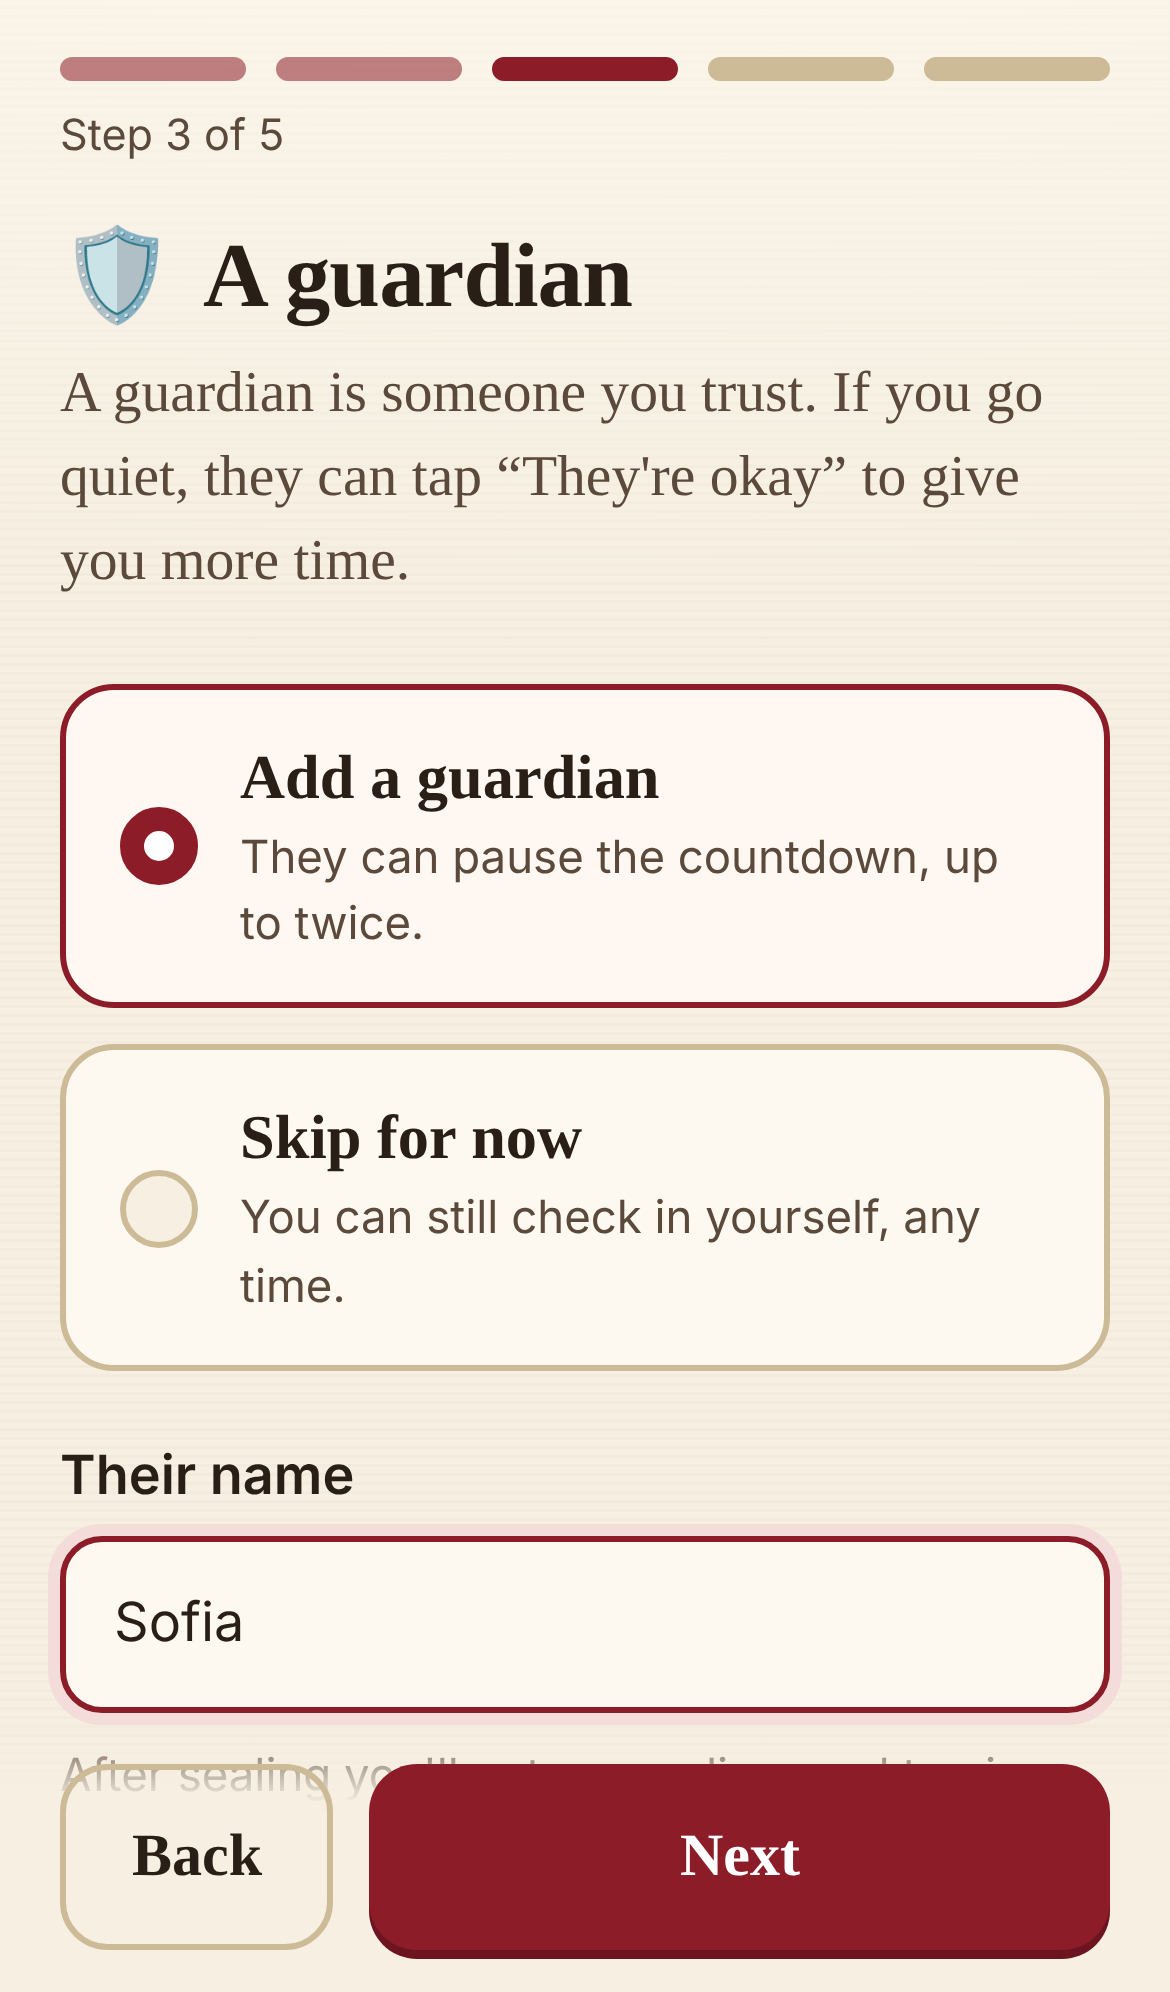 Step 3 of 5
A guardian
A guardian is someone you trust. If you go
quiet, they can tap “They're okay” to give
you more time.
Add a guardian
They can pause the countdown, up
to twice.
Skip for now
You can still check in yourself, any
time.
Their name
Sofia
After sealing
Back
Next